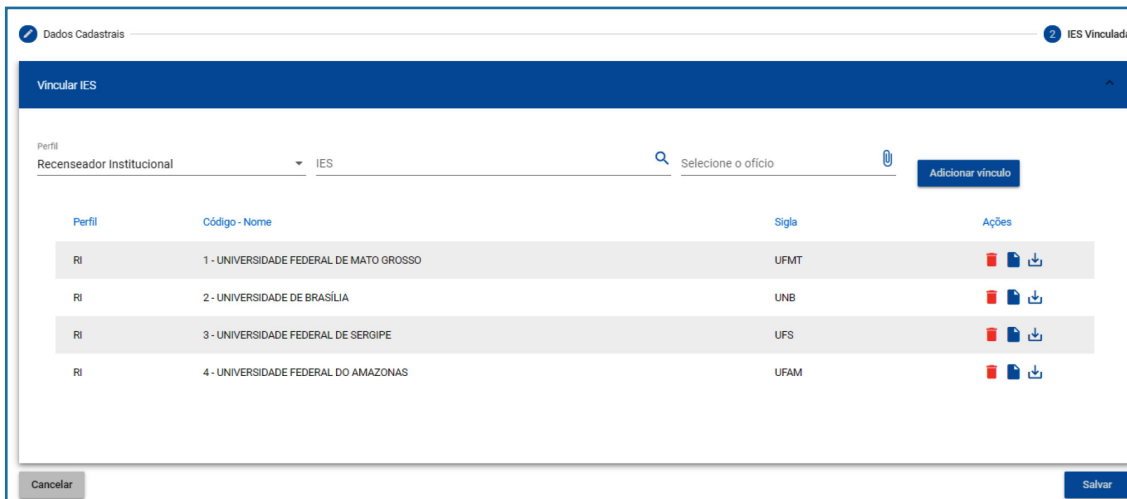 Dados Cadastrais 2 IES Vinculada
Vincular IES
Perfil
Recenseador Institucional IES Selecione o ofício Adicionar vínculo
Perfil Código - Nome Sigla Ações
RI 1 - UNIVERSIDADE FEDERAL DE MATO GROSSO UFMT
RI 2 - UNIVERSIDADE DE BRASÍLIA UNB
RI 3 - UNIVERSIDADE FEDERAL DE SERGIPE UFS
RI 4 - UNIVERSIDADE FEDERAL DO AMAZONAS UFAM
Cancelar Salvar